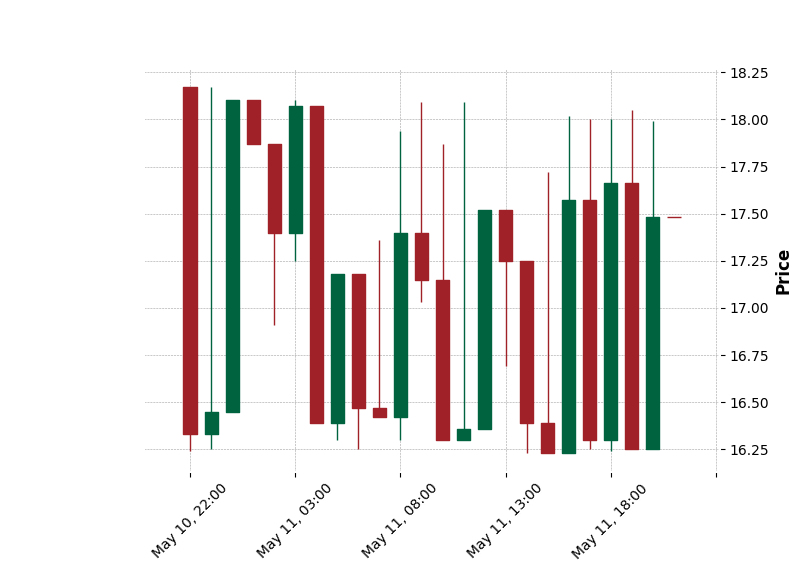 18.25
18.00
17.75
17.50
17.25
17.00
16.75
16.50
16.25
Price
May 10, 22:00
May 11, 03:00
May 11, 08:00
May 11, 13:00
May 11, 18:00